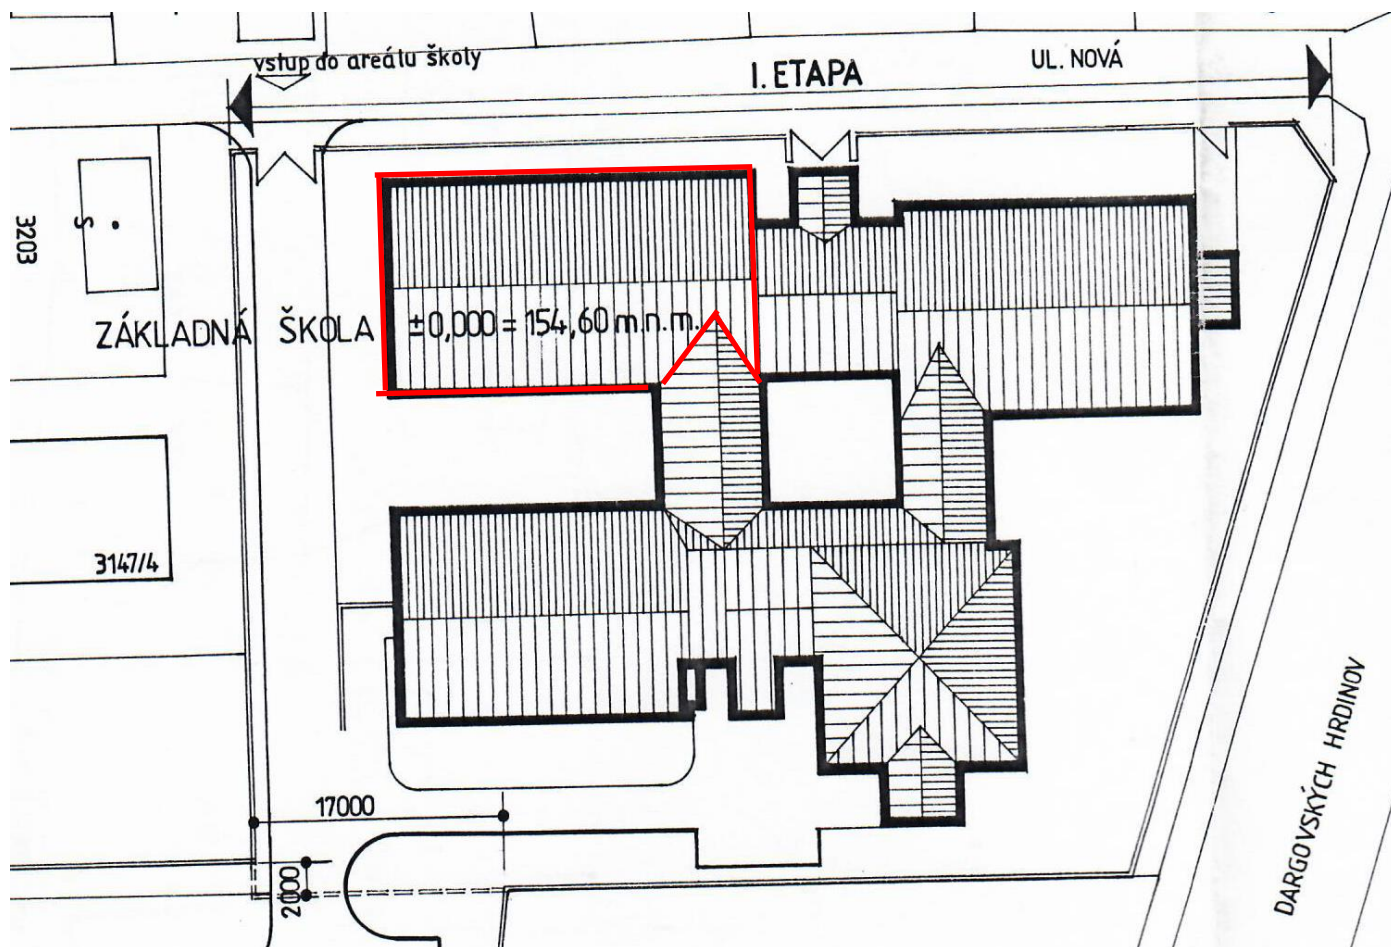 vstup do areálu školy
I. ETAPA
UL. NOVÁ
3203
S
ZÁKLADNÁ ŠKOLA ±0,000 = 154,60 m.n.m.
3147/4
17000
2000
DARGOVSKÝCH HRDINOV